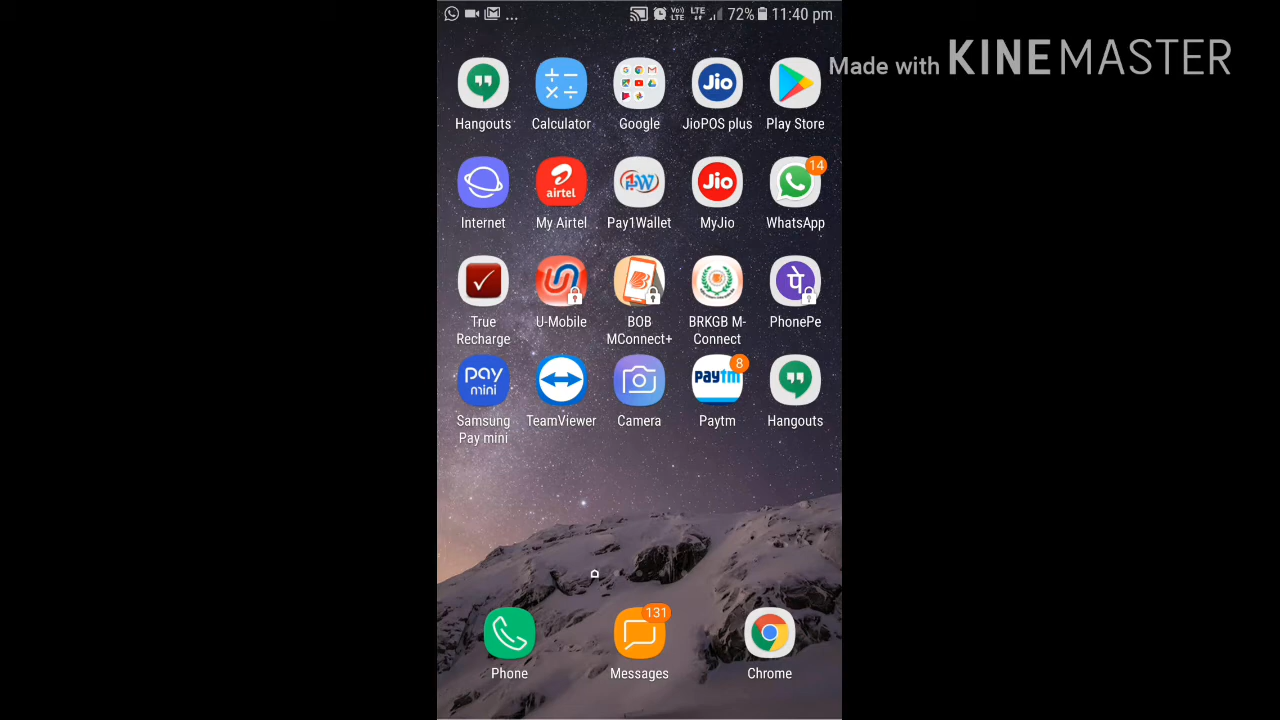 ... 72% 11:40 pm
Made with KINEMASTER
Hangouts Calculator Google JioPOS plus Play Store
Jio
14
airtel Jio
Internet My Airtel Pay1Wallet MyJio WhatsApp
पे
True U-Mobile BOB BRKGB M- PhonePe
Recharge MConnect+ Connect
8
pay paytm
mini
Samsung TeamViewer Camera Paytm Hangouts
Pay mini
131
Phone Messages Chrome